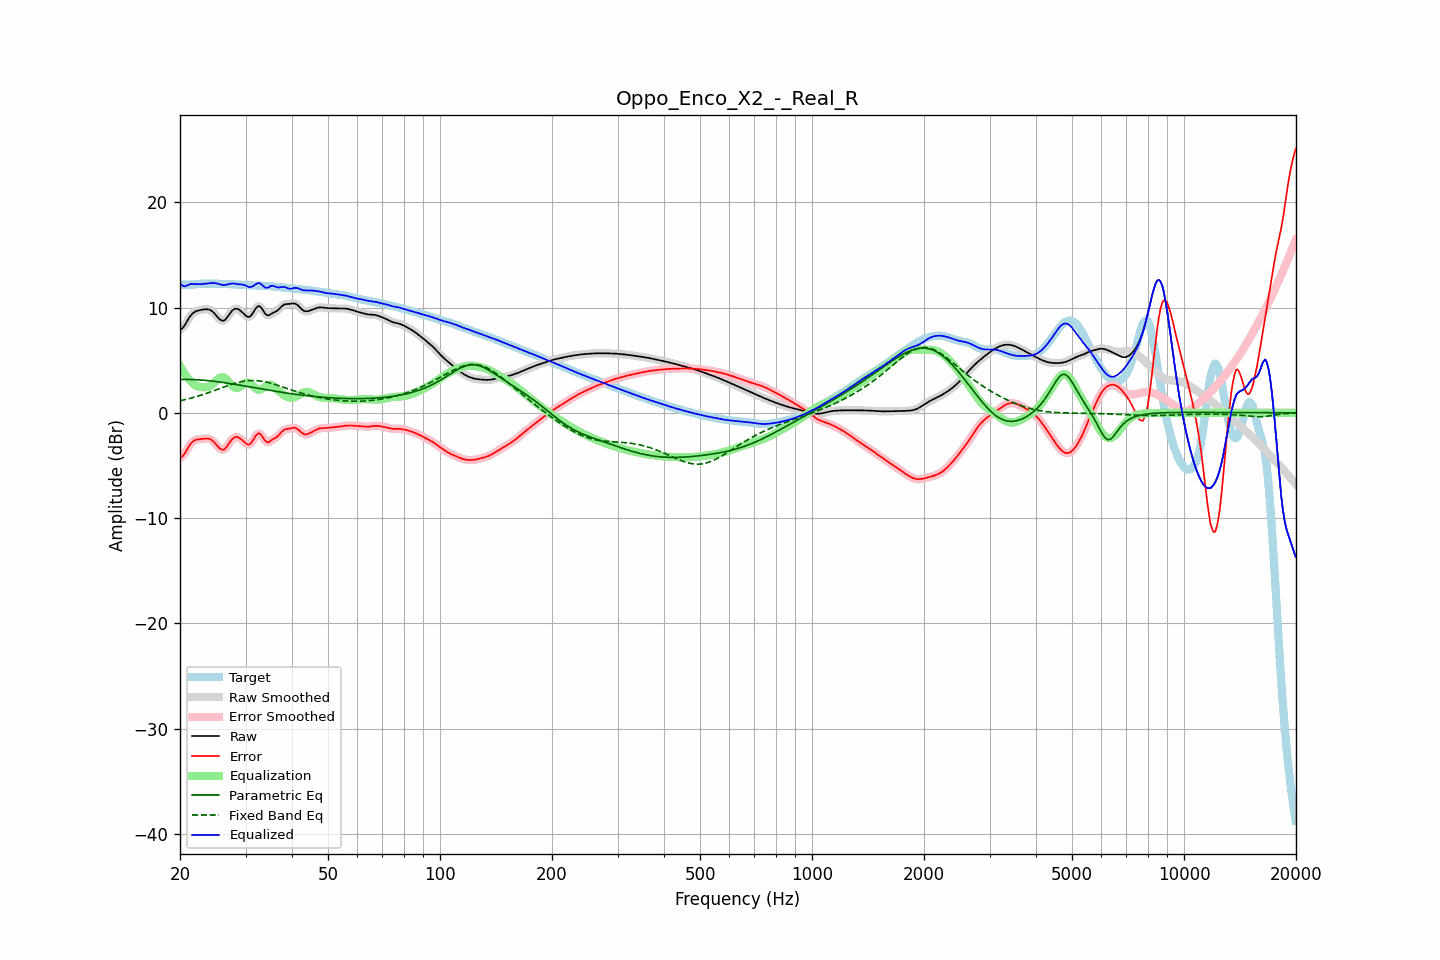 Oppo_Enco_X2_-_Real_R
Amplitude (dBr)
20
10
0
−10
−20
−30
−40
Target
Raw Smoothed
Error Smoothed
Raw
Error
Equalization
Parametric Eq
Fixed Band Eq
Equalized
20 50 100 200 500 1000 2000 5000 10000 20000
Frequency (Hz)